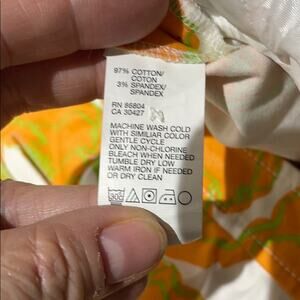 97% COTTON/
COTON
3% SPANDEX/
SPANDEX
RN 86804
CA 30427
MACHINE WASH COLD
WITH SIMILIAR COLOR
GENTLE CYCLE
ONLY NON-CHLORINE
BLEACH WHEN NEEDED
TUMBLE DRY LOW
WARM IRON IF NEEDED
OR DRY CLEAN